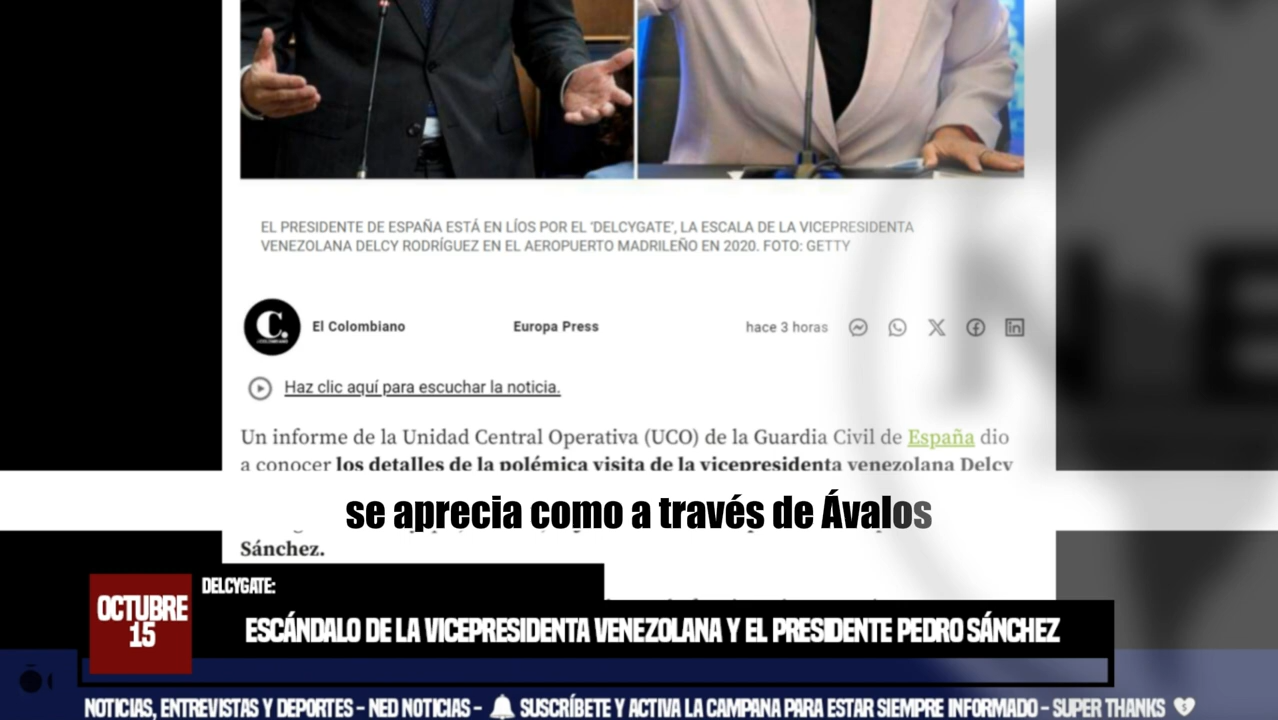 EL PRESIDENTE DE ESPAÑA ESTÁ EN LÍOS POR EL 'DELCYGATE', LA ESCALA DE LA VICEPRESIDENTA
VENEZOLANA DELCY RODRÍGUEZ EN EL AEROPUERTO MADRILEÑO EN 2020. FOTO: GETTY
C.
El Colombiano
Europa Press
hace 3 horas
Haz clic aquí para escuchar la noticia.
Un informe de la Unidad Central Operativa (UCO) de la Guardia Civil de España dio
a conocer los detalles de la polémica visita de la vicepresidenta venezolana Delcy
se aprecia como a través de Ávalos
Sánchez.
DELCYGATE:
OCTUBRE
15
ESCÁNDALO DE LA VICEPRESIDENTA VENEZOLANA Y EL PRESIDENTE PEDRO SÁNCHEZ
NOTICIAS, ENTREVISTAS Y DEPORTES - NED NOTICIAS - SUSCRÍBETE Y ACTIVA LA CAMPANA PARA ESTAR SIEMPRE INFORMADO - SUPER THANKS